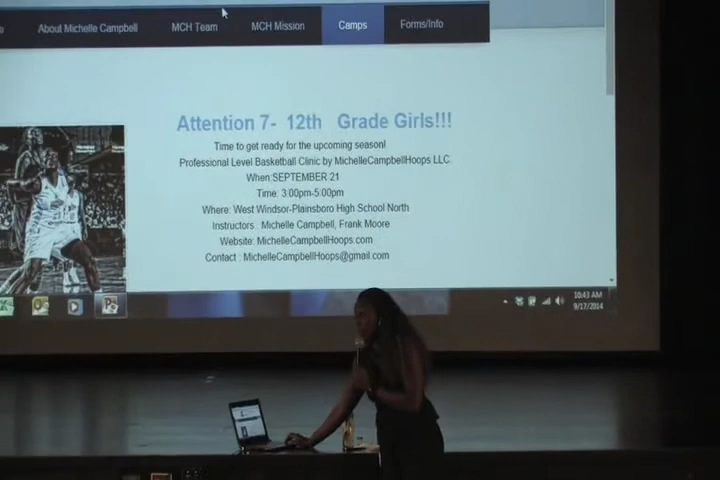 About Michelle Campbell MCH Team MCH Mission Camps Forms/Info
Attention 7- 12th Grade Girls!!!
Time to get ready for the upcoming season!
Professional Level Basketball Clinic by MichelleCampbellHoops LLC.
When:SEPTEMBER 21
Time: 3:00pm-5:00pm
Where: West Windsor-Plainsboro High School North
Instructors : Michelle Campbell, Frank Moore
Website: MichelleCampbellHoops.com
Contact : MichelleCampbellHoops@gmail.com
10:43 AM
9/17/2014